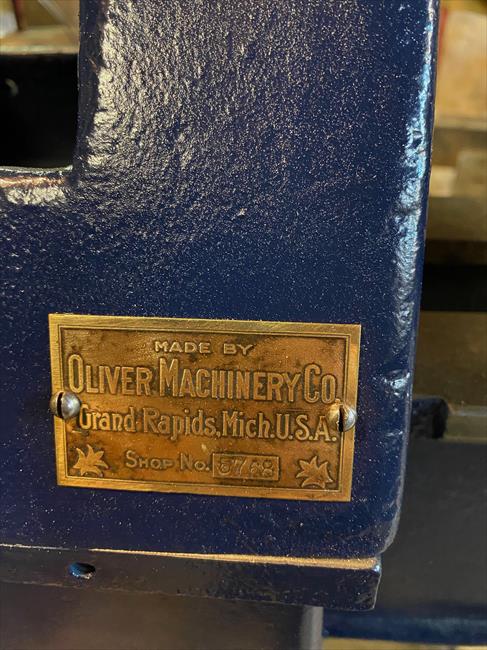 MADE BY
OLIVER MACHINERY CO.
Grand Rapids, Mich. U.S.A.
SHOP No.